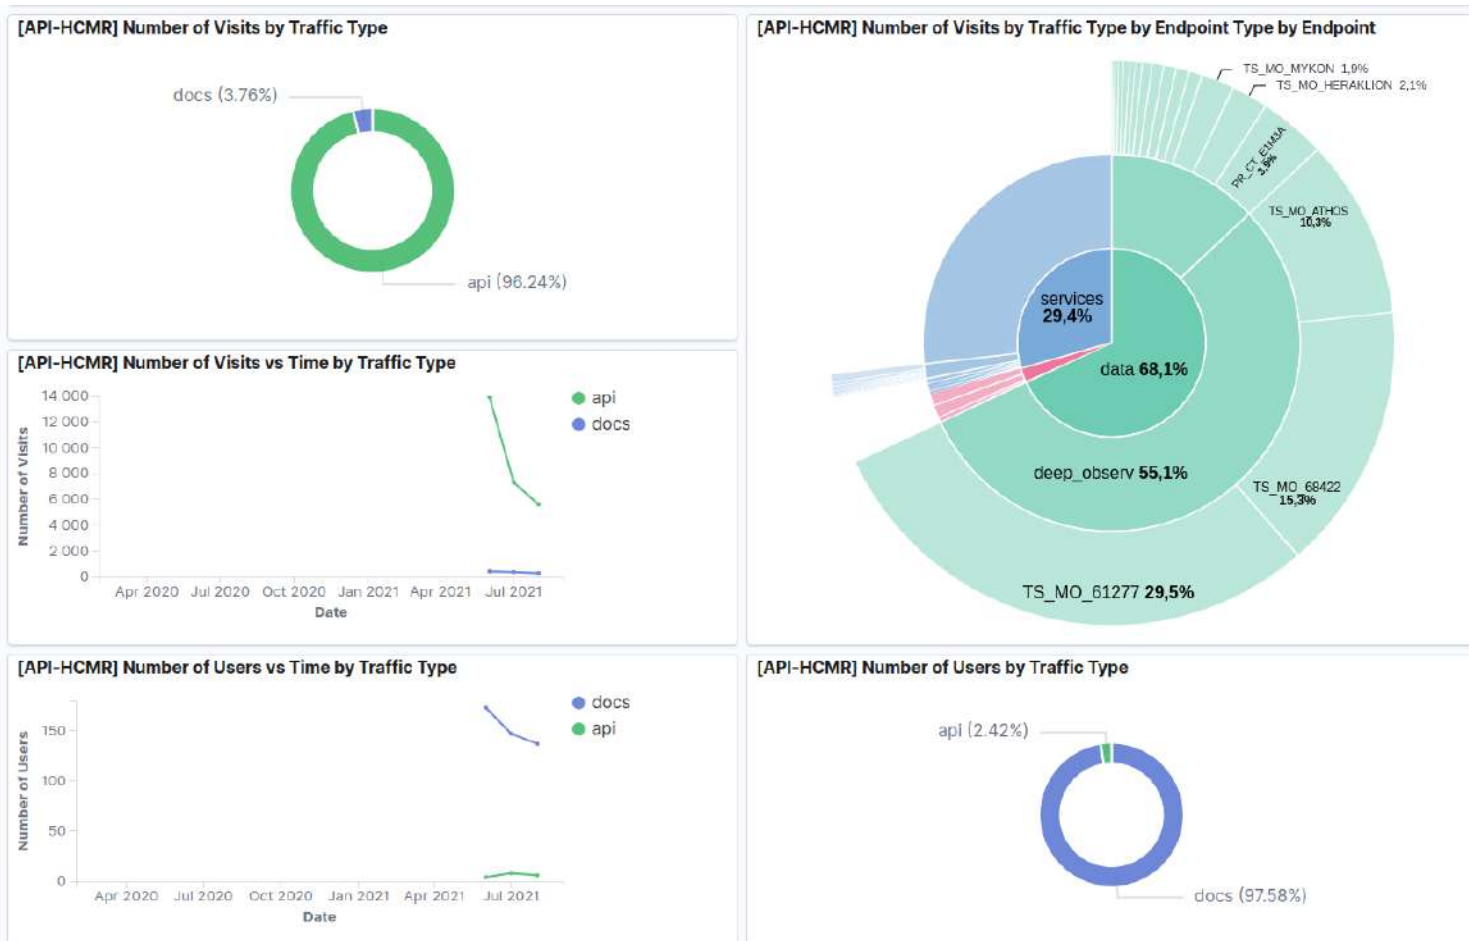 [API-HCMR] Number of Visits by Traffic Type
docs (3.76%)
api (96.24%)
[API-HCMR] Number of Visits by Traffic Type by Endpoint Type by Endpoint
TS_MO_MYKON 1,9%
TS_MO_HERAKLION 2,1%
PR_CT_E1M3A
3,9%
TS_MO_ATHOS
10,3%
services
29,4%
data 68,1%
deep_observ 55,1%
TS_MO_68422
15,3%
TS_MO_61277 29,5%
[API-HCMR] Number of Visits vs Time by Traffic Type
14 000
12 000
10 000
8 000
6 000
4 000
2 000
0
Number of Visits
Apr 2020 Jul 2020 Oct 2020 Jan 2021 Apr 2021 Jul 2021
Date
api
docs
[API-HCMR] Number of Users vs Time by Traffic Type
150
100
50
0
Number of Users
Apr 2020 Jul 2020 Oct 2020 Jan 2021 Apr 2021 Jul 2021
Date
docs
api
[API-HCMR] Number of Users by Traffic Type
api (2.42%)
docs (97.58%)